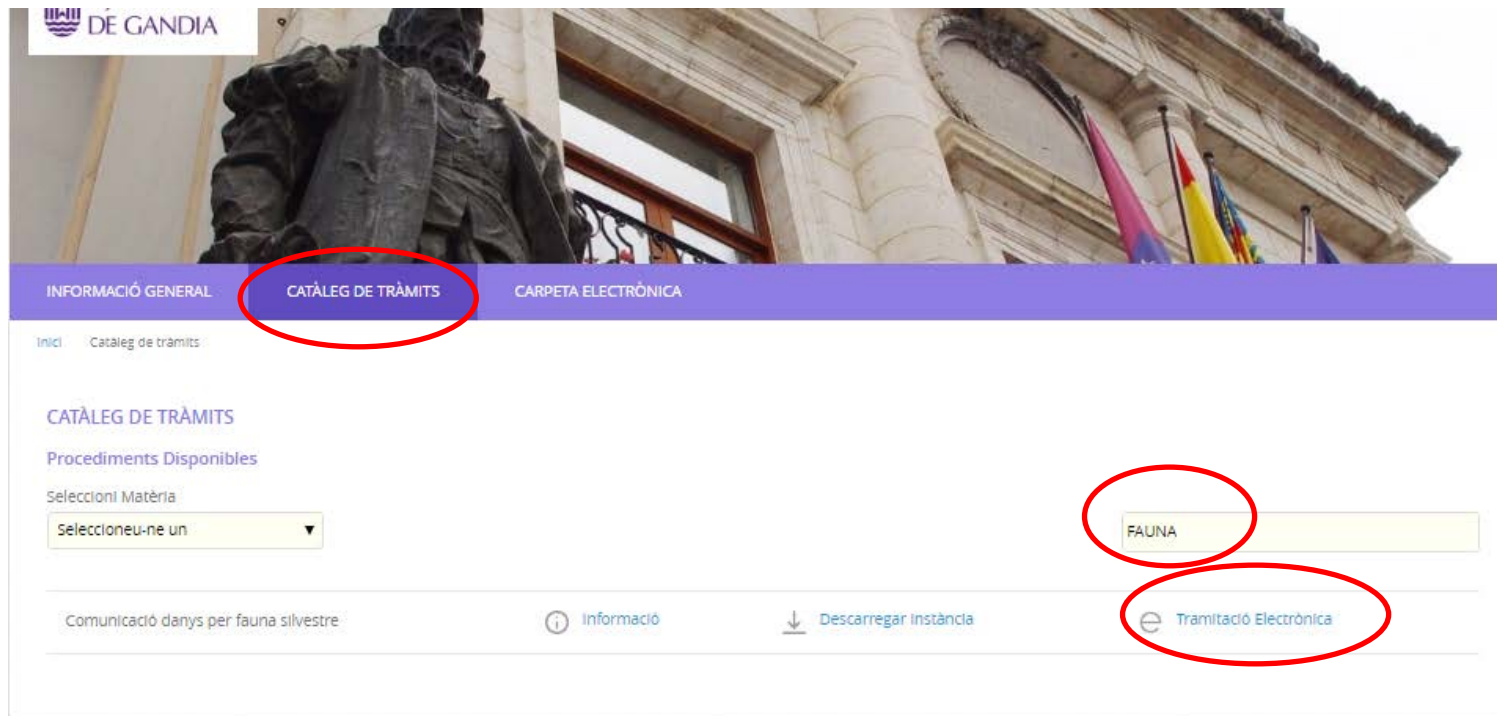 DE GANDIA
INFORMACIÓ GENERAL CATÀLEG DE TRÀMITS CARPETA ELECTRÒNICA
Inici Catàleg de tràmits
CATÀLEG DE TRÀMITS
Procediments Disponibles
Seleccioni Matèria
Seleccioneu-ne un FAUNA
Comunicació danys per fauna silvestre Informació Descarregar Instància Tramitació Electrònica